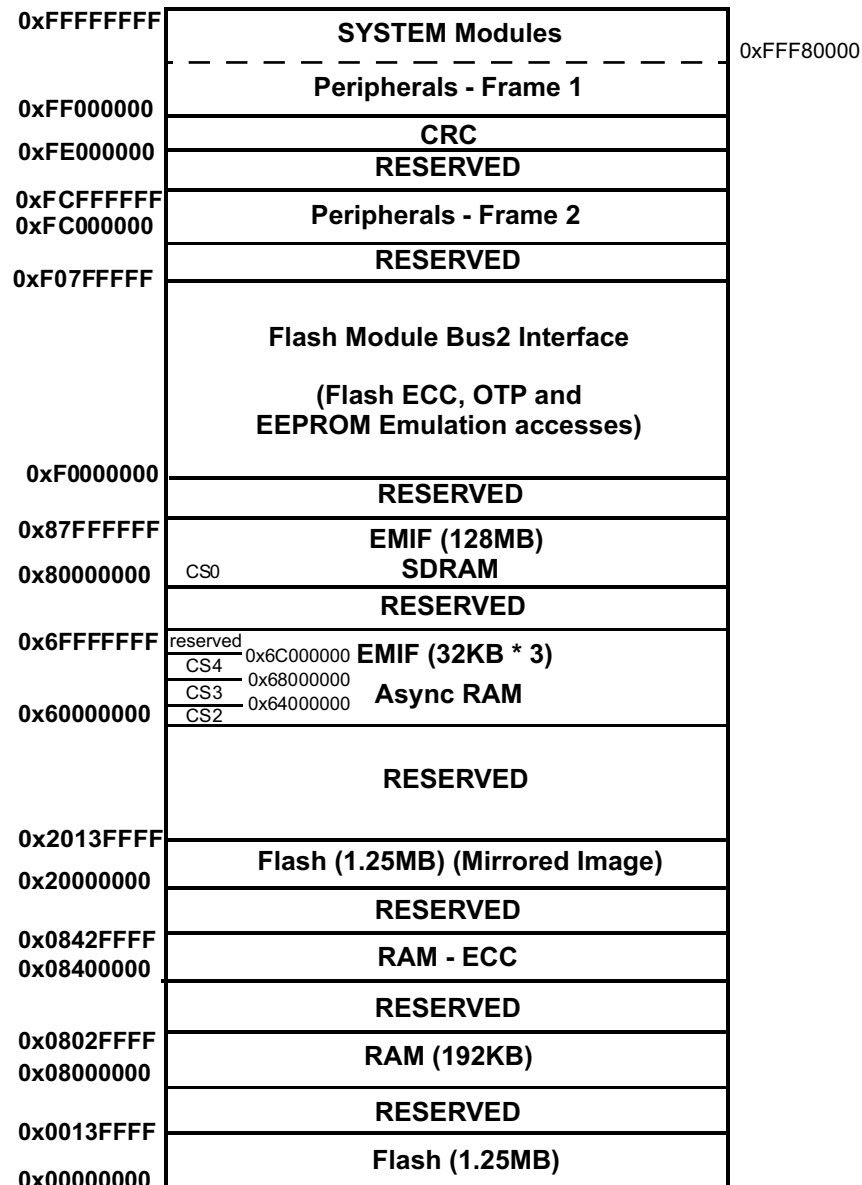 0xFFFFFFFF
SYSTEM Modules
0xFFF80000
Peripherals - Frame 1
0xFF000000
CRC
0xFE000000
RESERVED
0xFCFFFFFF
Peripherals - Frame 2
0xFC000000
RESERVED
0xF07FFFFF
Flash Module Bus2 Interface
(Flash ECC, OTP and
EEPROM Emulation accesses)
0xF0000000
RESERVED
0x87FFFFFF
EMIF (128MB)
0x80000000 CS0 SDRAM
RESERVED
0x6FFFFFFF reserved
0x6C000000 EMIF (32KB * 3)
CS4
0x68000000
CS3 Async RAM
0x64000000
0x60000000 CS2
RESERVED
0x2013FFFF
Flash (1.25MB) (Mirrored Image)
0x20000000
RESERVED
0x0842FFFF
RAM - ECC
0x08400000
RESERVED
0x0802FFFF
RAM (192KB)
0x08000000
RESERVED
0x0013FFFF
Flash (1.25MB)
0x00000000